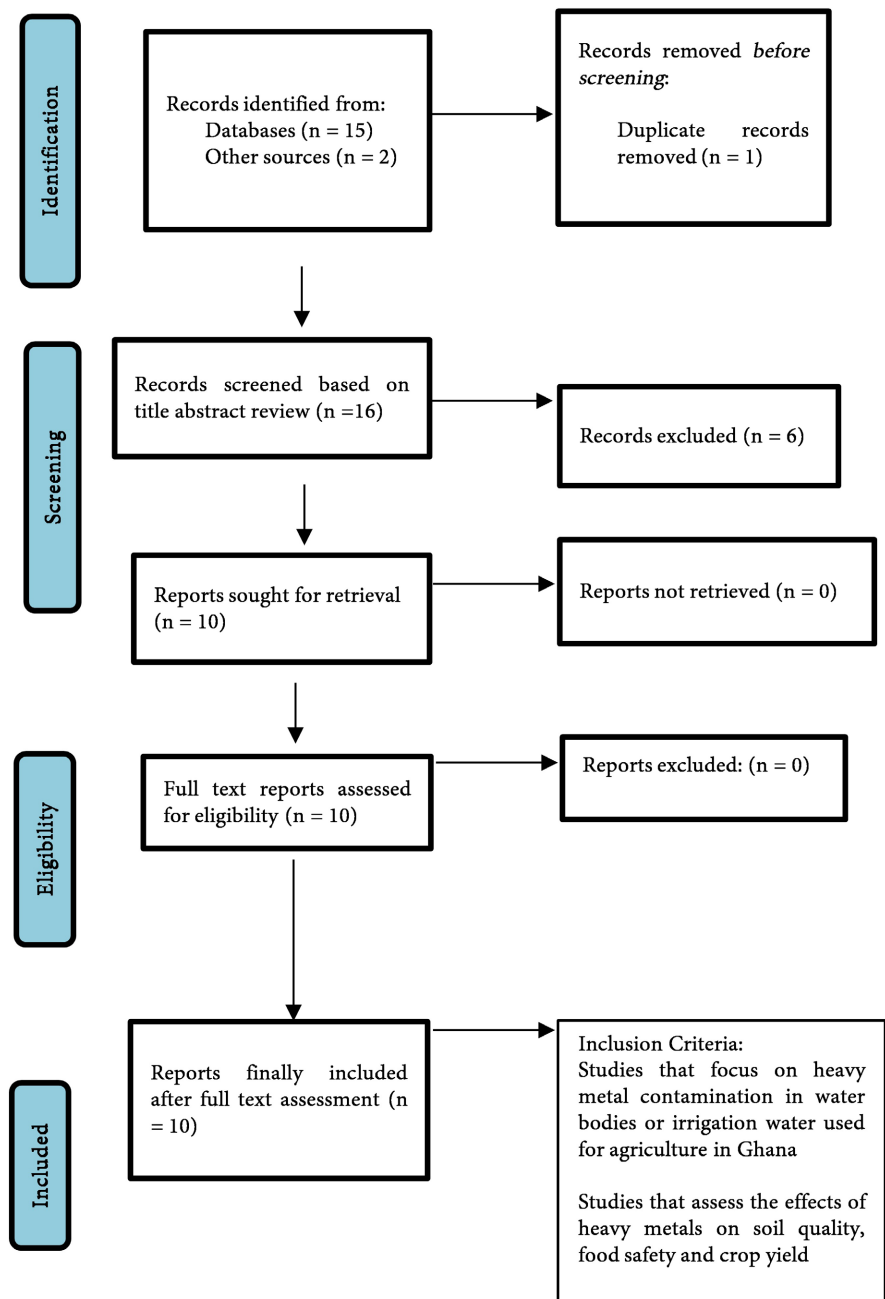 Identification
Records identified from:
Databases (n = 15)
Other sources (n = 2)
Records removed before
screening:
Duplicate records
removed (n = 1)
Screening
Records screened based on
title abstract review (n =16)
Records excluded (n = 6)
Reports sought for retrieval
(n = 10)
Reports not retrieved (n = 0)
Eligibility
Full text reports assessed
for eligibility (n = 10)
Reports excluded: (n = 0)
Included
Reports finally included
after full text assessment (n
= 10)
Inclusion Criteria:
Studies that focus on heavy
metal contamination in water
bodies or irrigation water used
for agriculture in Ghana
Studies that assess the effects of
heavy metals on soil quality,
food safety and crop yield